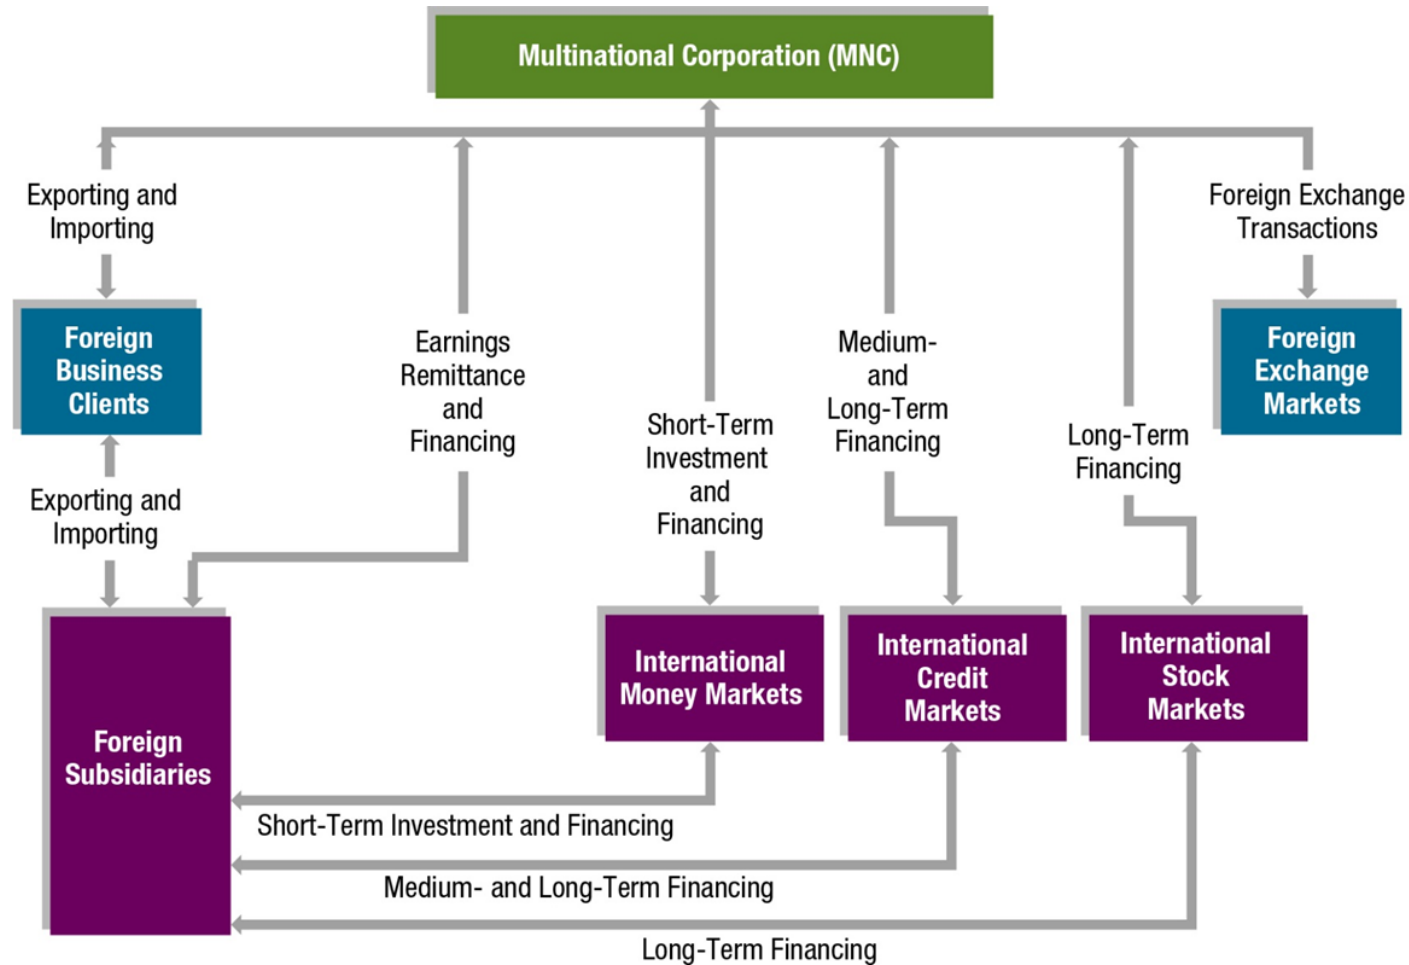 Multinational Corporation (MNC)
Exporting and
Importing
Foreign Exchange
Transactions
Foreign
Business
Clients
Earnings
Remittance
and
Financing
Short-Term
Investment
and
Financing
Medium-
and
Long-Term
Financing
Long-Term
Financing
Foreign
Exchange
Markets
Exporting and
Importing
Foreign
Subsidiaries
International
Money Markets
International
Credit
Markets
International
Stock
Markets
Short-Term Investment and Financing
Medium- and Long-Term Financing
Long-Term Financing